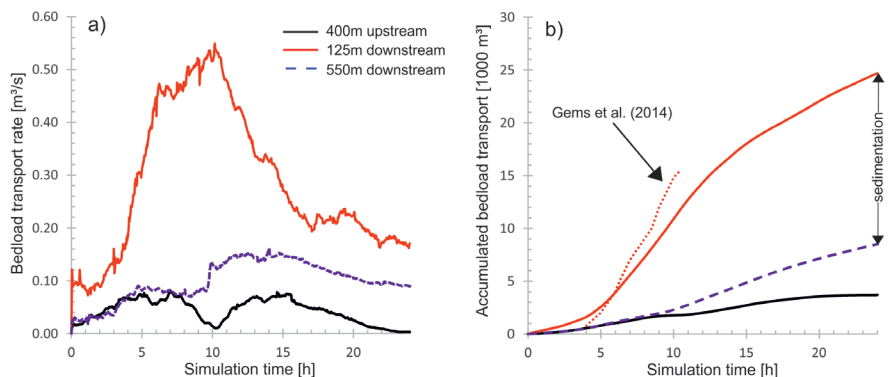 a)
400m upstream
125m downstream
550m downstream
Bedload transport rate [m³/s]
0.60
0.50
0.40
0.30
0.20
0.10
0.00
0 5 10 15 20
Simulation time [h]
b)
Gems et al. (2014)
sedimentation
Accumulated bedload transport [1000 m³]
30
25
20
15
10
5
0
0 5 10 15 20
Simulation time [h]